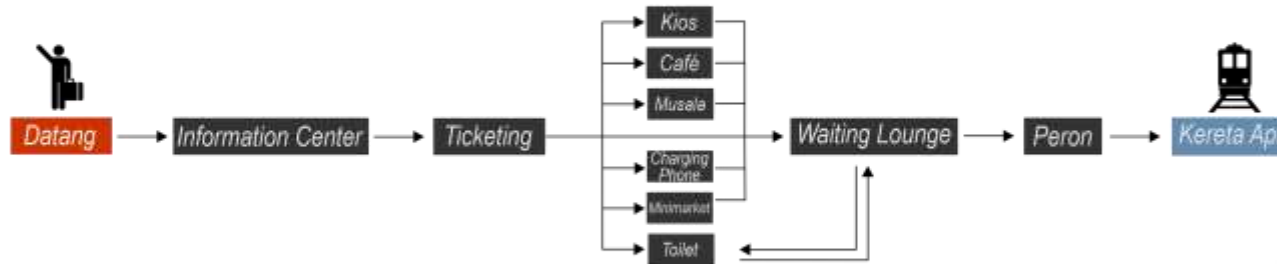 Datang
Information Center
Ticketing
Kios
Café
Musala
Charging
Phone
Minimarket
Toilet
Waiting Lounge
Peron
Kereta Ap